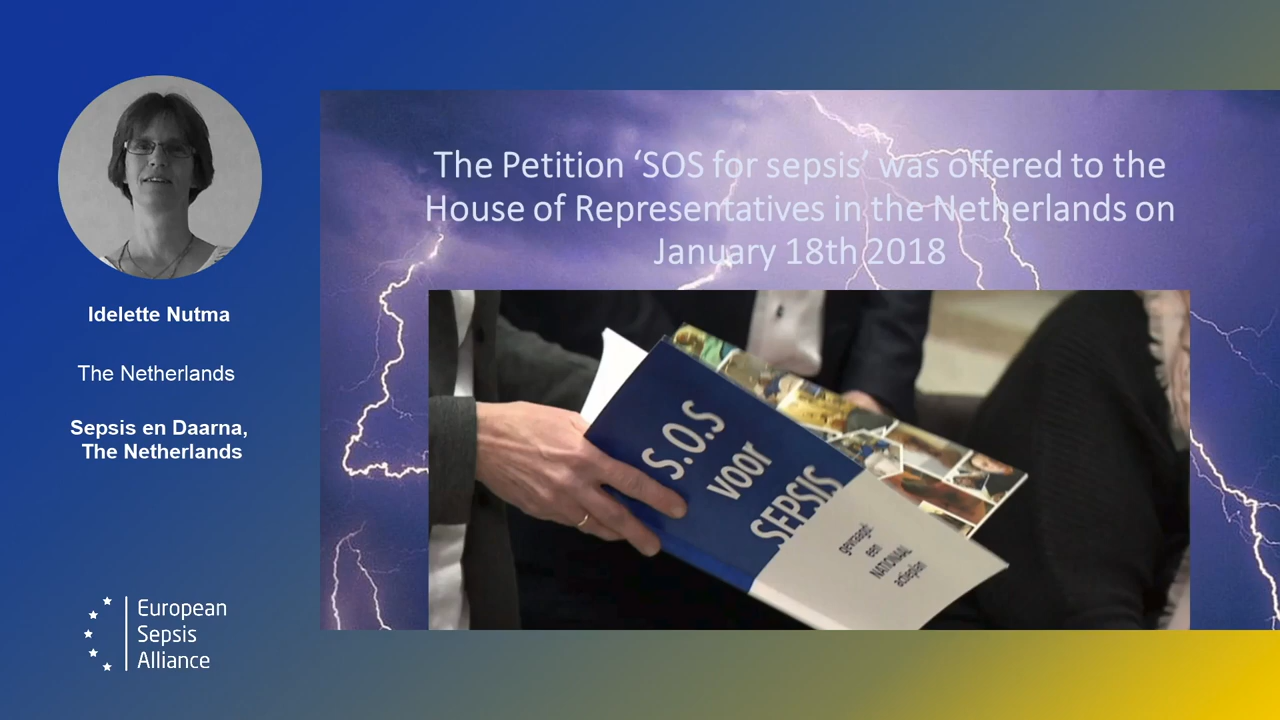 Idelette Nutma
The Netherlands
Sepsis en Daarna,
The Netherlands
European
Sepsis
Alliance
The Petition ‘SOS for sepsis’ was offered to the
House of Representatives in the Netherlands on
January 18th 2018
S.O.S
voor
SEPSIS
gevraagd:
een
NATIONAAL
actieplan